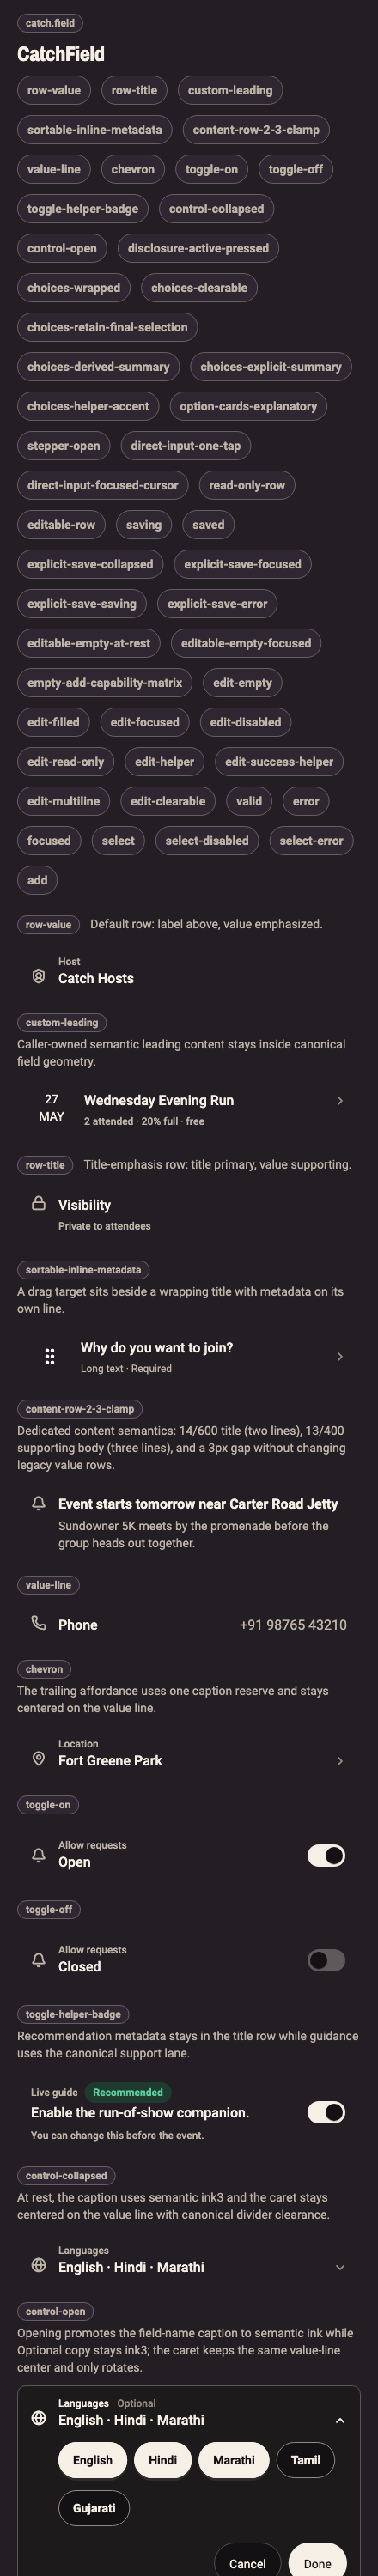 catch.field
CatchField
row-value row-title custom-leading
sortable-inline-metadata content-row-2-3-clamp
value-line chevron toggle-on toggle-off
toggle-helper-badge control-collapsed
control-open disclosure-active-pressed
choices-wrapped choices-clearable
choices-retain-final-selection
choices-derived-summary choices-explicit-summary
choices-helper-accent option-cards-explanatory
stepper-open direct-input-one-tap
direct-input-focused-cursor read-only-row
editable-row saving saved
explicit-save-collapsed explicit-save-focused
explicit-save-saving explicit-save-error
editable-empty-at-rest editable-empty-focused
empty-add-capability-matrix edit-empty
edit-filled edit-focused edit-disabled
edit-read-only edit-helper edit-success-helper
edit-multiline edit-clearable valid error
focused select select-disabled select-error
add
row-value Default row: label above, value emphasized.
Host
Catch Hosts
custom-leading
Caller-owned semantic leading content stays inside canonical
field geometry.
27 Wednesday Evening Run
MAY 2 attended · 20% full · free
row-title Title-emphasis row: title primary, value supporting.
Visibility
Private to attendees
sortable-inline-metadata
A drag target sits beside a wrapping title with metadata on its
own line.
Why do you want to join?
Long text · Required
content-row-2-3-clamp
Dedicated content semantics: 14/600 title (two lines), 13/400
supporting body (three lines), and a 3px gap without changing
legacy value rows.
Event starts tomorrow near Carter Road Jetty
Sundowner 5K meets by the promenade before the
group heads out together.
value-line
Phone +91 98765 43210
chevron
The trailing affordance uses one caption reserve and stays
centered on the value line.
Location
Fort Greene Park
toggle-on
Allow requests
Open
toggle-off
Allow requests
Closed
toggle-helper-badge
Recommendation metadata stays in the title row while guidance
uses the canonical support lane.
Live guide Recommended
Enable the run-of-show companion.
You can change this before the event.
control-collapsed
At rest, the caption uses semantic ink3 and the caret stays
centered on the value line with canonical divider clearance.
Languages
English · Hindi · Marathi
control-open
Opening promotes the field-name caption to semantic ink while
Optional copy stays ink3; the caret keeps the same value-line
center and only rotates.
Languages · Optional
English · Hindi · Marathi
English Hindi Marathi Tamil
Gujarati
Cancel Done